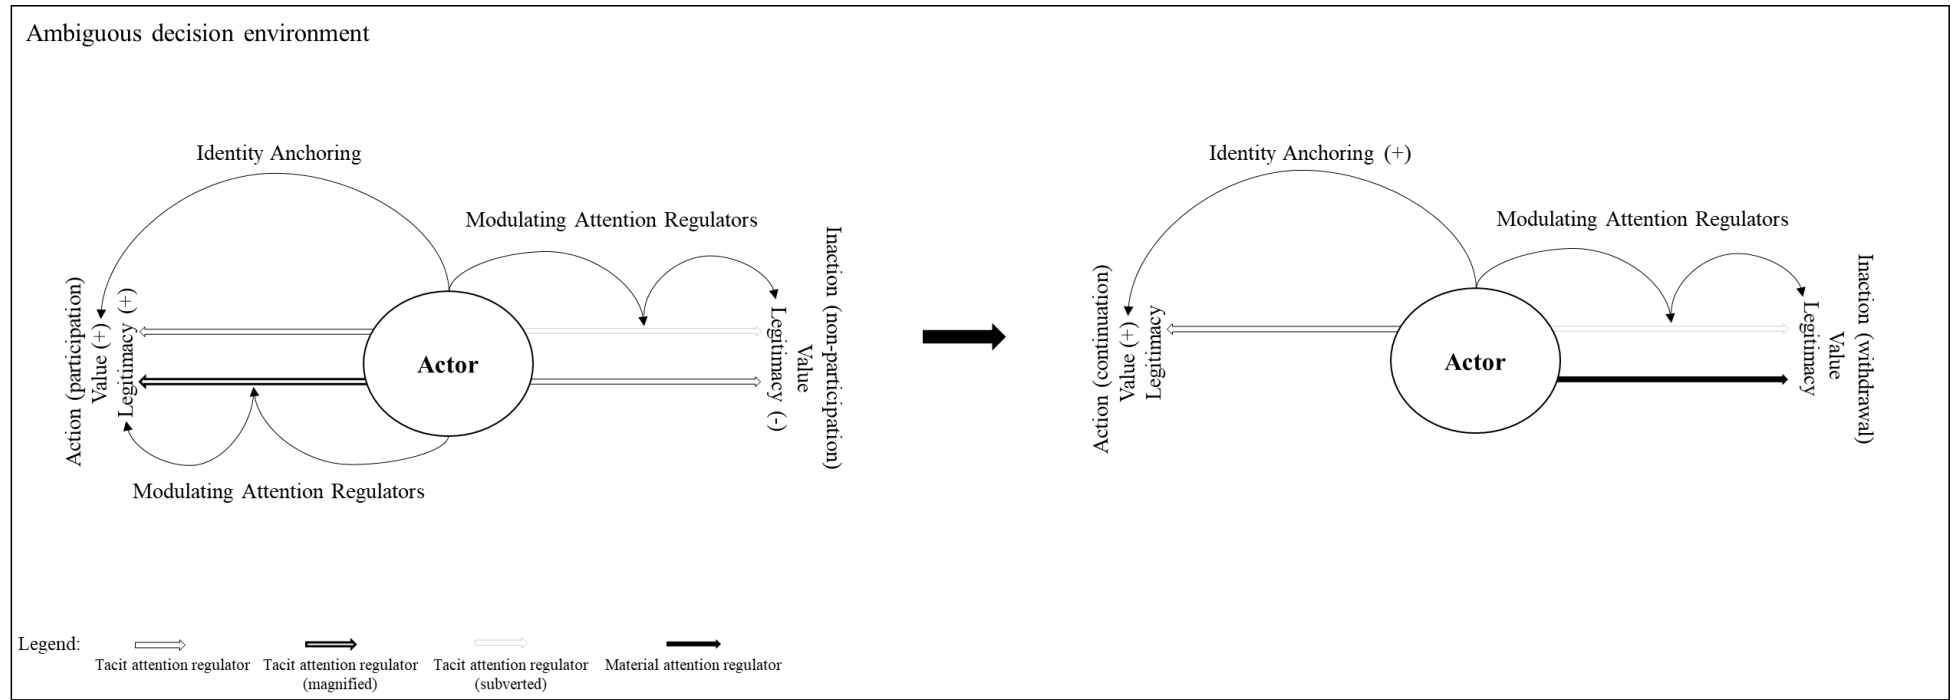 Ambiguous decision environment
Identity Anchoring
Modulating Attention Regulators
Action (participation)
Value (+)
Legitimacy (+)
Actor
Legitimacy (-)
Value
Inaction (non-participation)
Modulating Attention Regulators
Identity Anchoring (+)
Modulating Attention Regulators
Action (continuation)
Value (+)
Legitimacy
Actor
Legitimacy
Value
Inaction (withdrawal)
Legend:
Tacit attention regulator
Tacit attention regulator
(magnified)
Tacit attention regulator
(subverted)
Material attention regulator